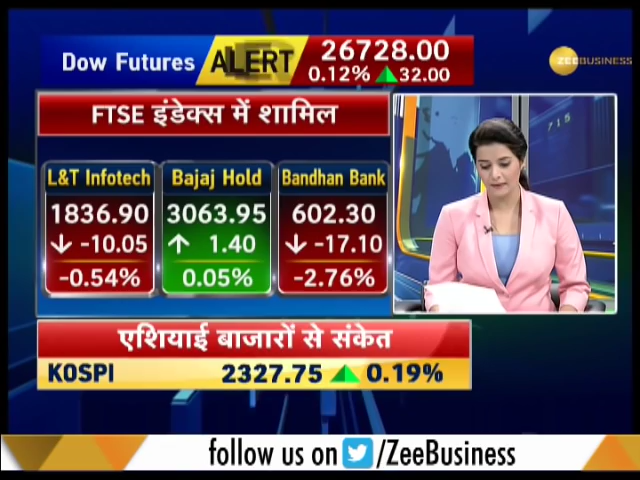 Dow Futures
ALERT
26728.00
0.12% 32.00
ZEEBUSINESS
FTSE इंडेक्स में शामिल
L&T Infotech
1836.90
-10.05
-0.54%
Bajaj Hold
3063.95
1.40
0.05%
Bandhan Bank
602.30
-17.10
-2.76%
715
एशियाई बाजारों से संकेत
KOSPI 2327.75 0.19%
follow us on /ZeeBusiness